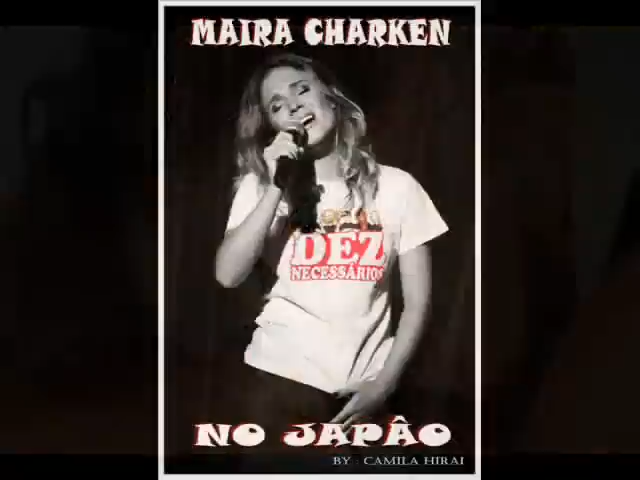 MAIRA CHARKEN
DEZ
NECESSÁRIOS
NO JAPÂO
BY : CAMILA HIRAI